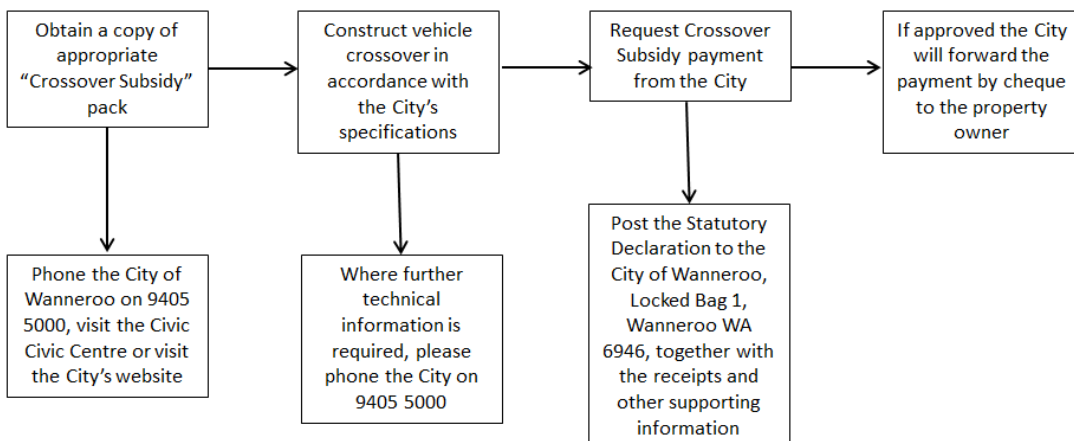 Obtain a copy of
appropriate
“Crossover Subsidy”
pack
Construct vehicle
crossover in
accordance with
the City’s
specifications
Request Crossover
Subsidy payment
from the City
If approved the City
will forward the
payment by cheque
to the property
owner
Phone the City of
Wanneroo on 9405
5000, visit the Civic
Civic Centre or visit
the City’s website
Where further
technical
information is
required, please
phone the City on
9405 5000
Post the Statutory
Declaration to the
City of Wanneroo,
Locked Bag 1,
Wanneroo WA
6946, together with
the receipts and
other supporting
information